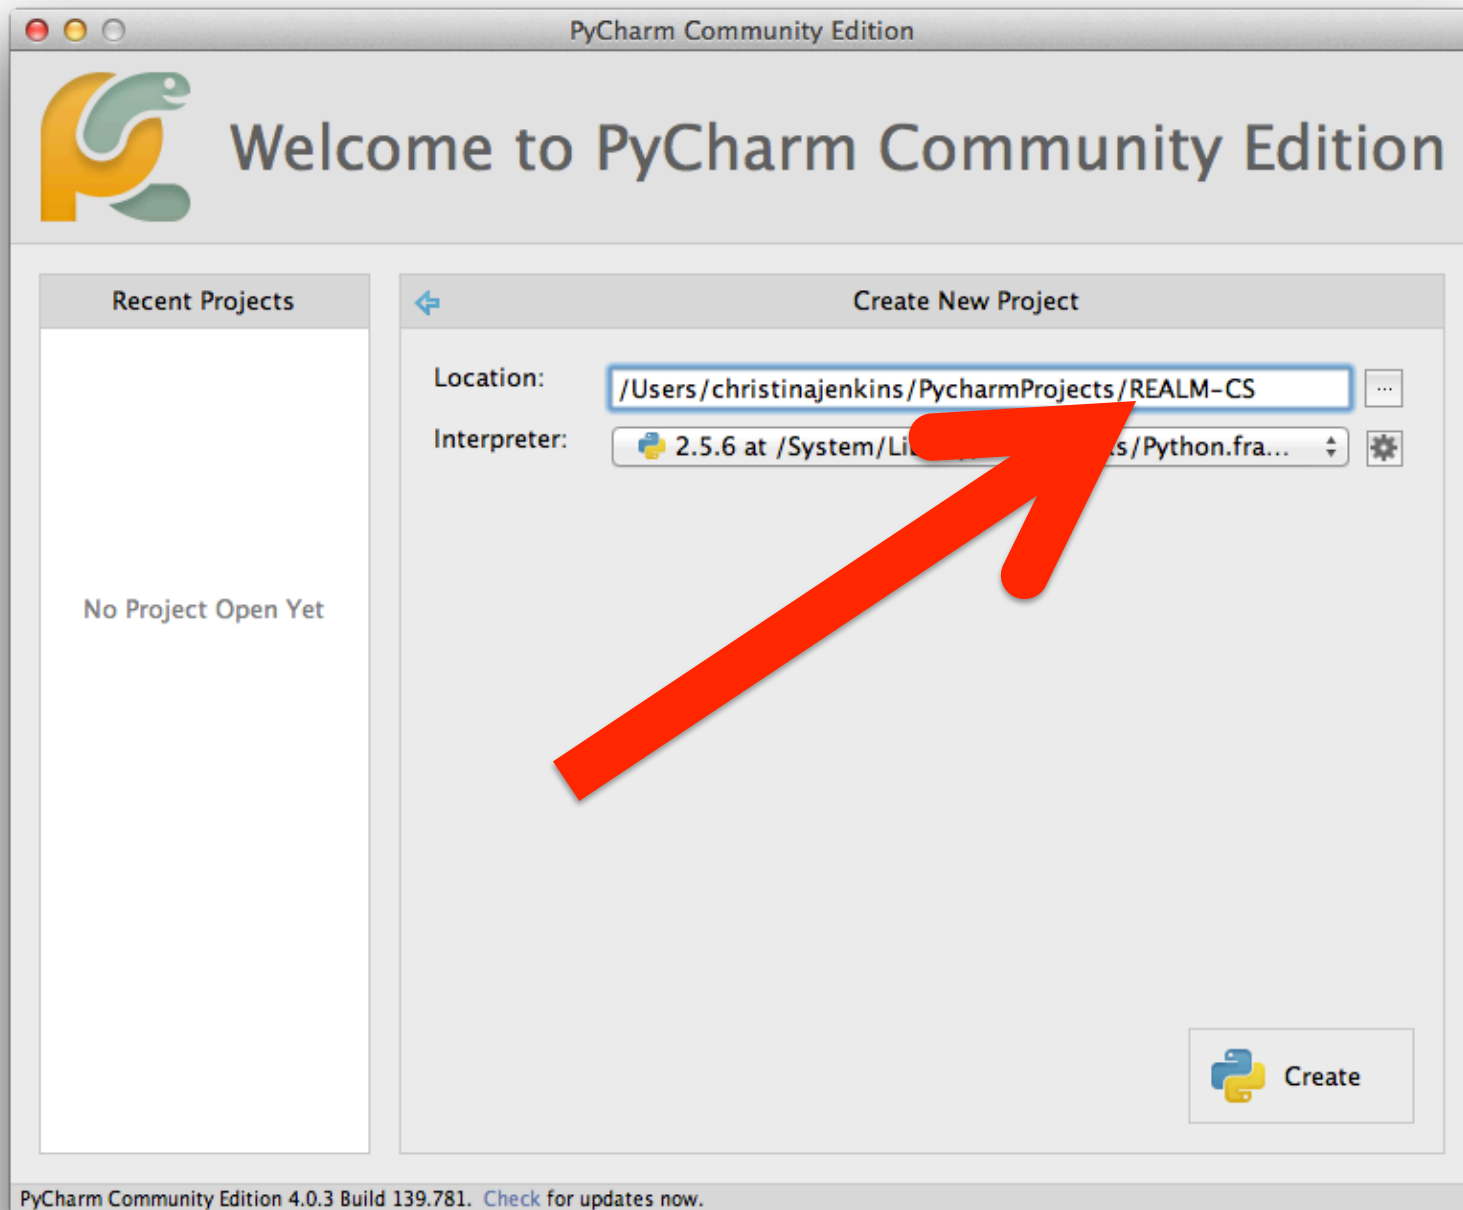 PyCharm Community Edition
Welcome to PyCharm Community Edition
Recent Projects
Create New Project
Location:
/Users/christinajenkins/PycharmProjects/REALM-CS
...
Interpreter:
2.5.6 at /System/Li s/Python.fra...
No Project Open Yet
Create
PyCharm Community Edition 4.0.3 Build 139.781. Check for updates now.